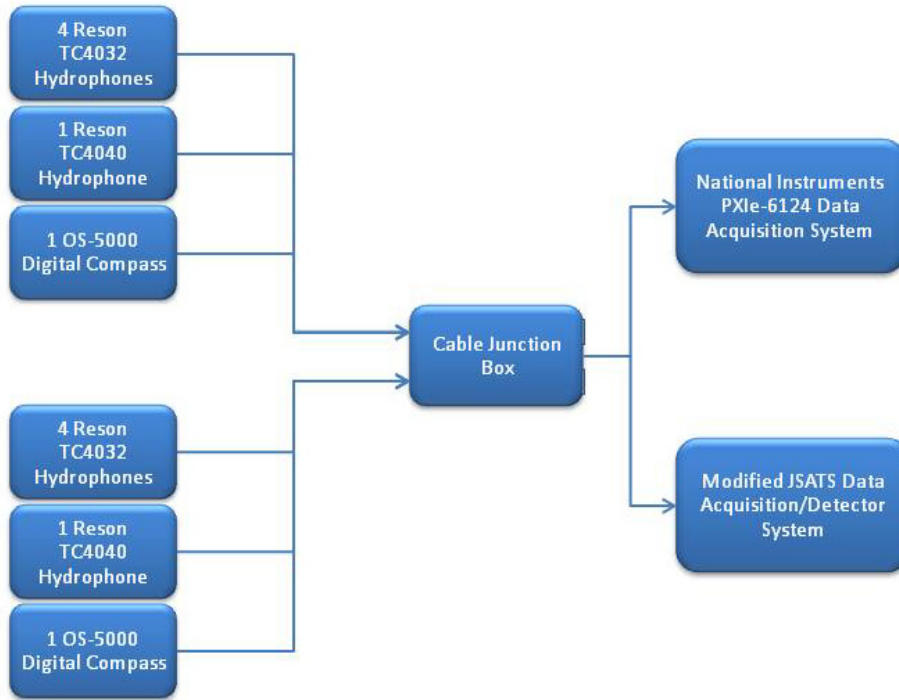 4 Reson
TC4032
Hydrophones
1 Reson
TC4040
Hydrophone
1 OS-5000
Digital Compass
4 Reson
TC4032
Hydrophones
1 Reson
TC4040
Hydrophone
1 OS-5000
Digital Compass
Cable Junction
Box
National Instruments
PXIe-6124 Data
Acquisition System
Modified JSATS Data
Acquisition/Detector
System